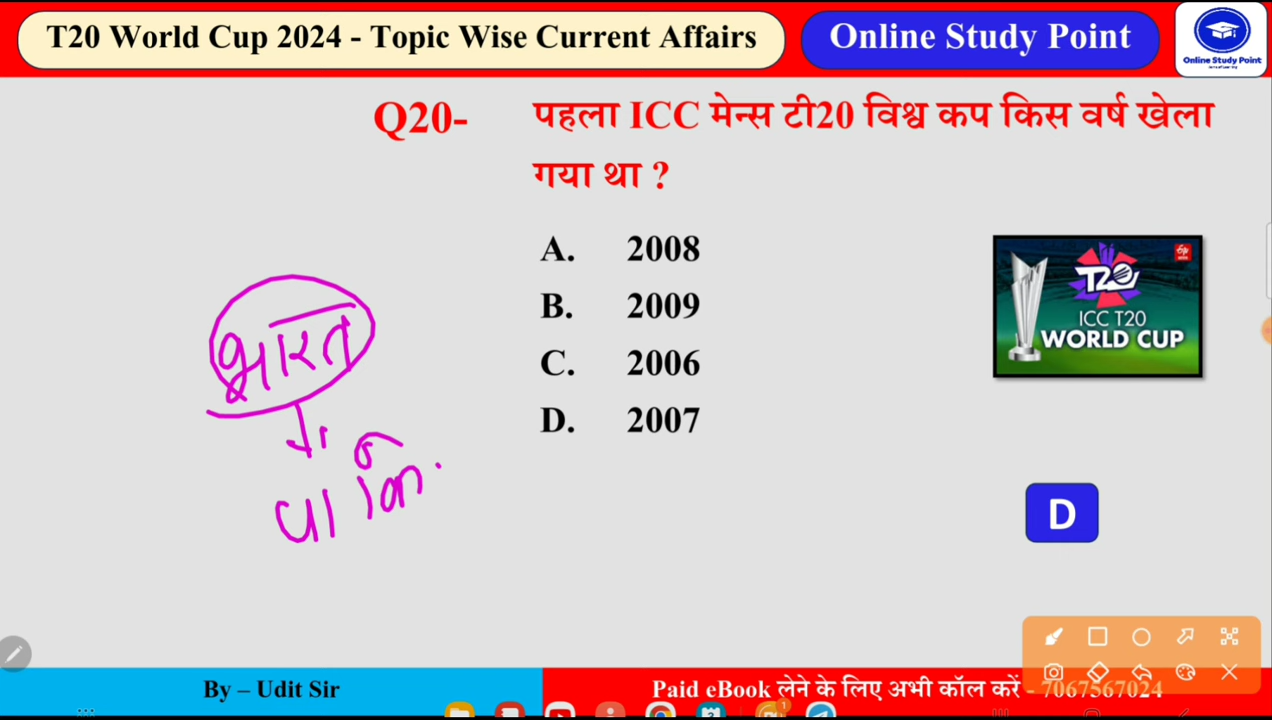 T20 World Cup 2024 - Topic Wise Current Affairs
Online Study Point
Online Study Point
Q20- पहला ICC मेन्स टी20 विश्व कप किस वर्ष खेला
गया था ?
A. 2008
B. 2009
C. 2006
D. 2007
T20
ICC T20
WORLD CUP
भारत
D
By – Udit Sir
Paid eBook लेने के लिए अभी कॉल करें - 7067567024